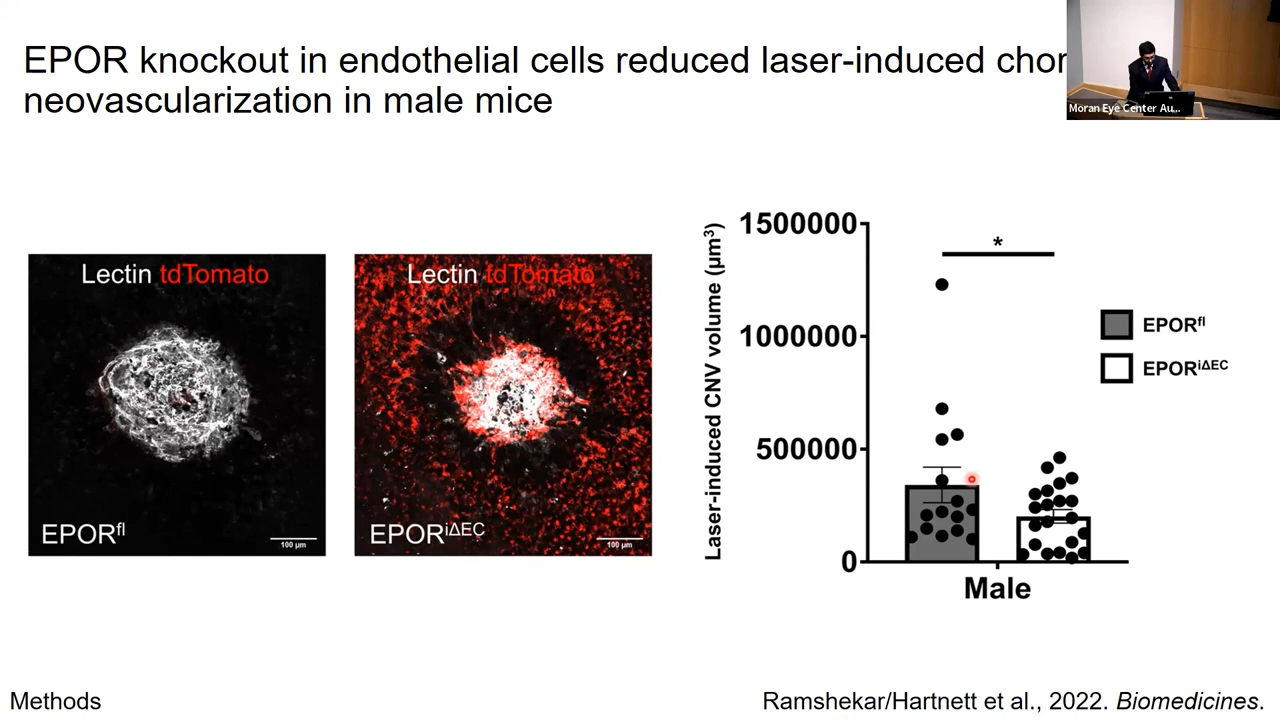 EPOR knockout in endothelial cells reduced laser-induced
neovascularization in male mice
Moran Eye Center Au...
Lectin tdTomato
EPORfl
100 µm
Lectin tdTomato
EPORiΔEC
100 µm
Laser-induced CNV volume (µm³)
1500000
1000000
500000
0
*
Male
EPORfl
EPORiΔEC
Methods
Ramshekar/Hartnett et al., 2022. Biomedicines.